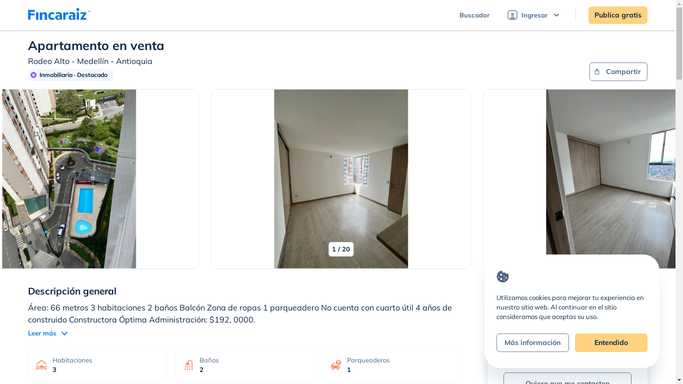 Fincaraiz
Buscador
Ingresar
Publica gratis
Apartamento en venta
Rodeo Alto - Medellín - Antioquia
Inmobiliaria · Destacado
Compartir
1 / 20
Descripción general
Área: 66 metros 3 habitaciones 2 baños Balcón Zona de ropas 1 parqueadero No cuenta con cuarto útil 4 años de
construido Constructora Óptima Administración: $192, 0000.
Leer más
Habitaciones
3
Baños
2
Parqueaderos
1
Utilizamos cookies para mejorar tu experiencia en
nuestro sitio web. Al continuar en el sitio
consideramos que aceptas su uso.
Más información
Entendido
Quiero que me contacten